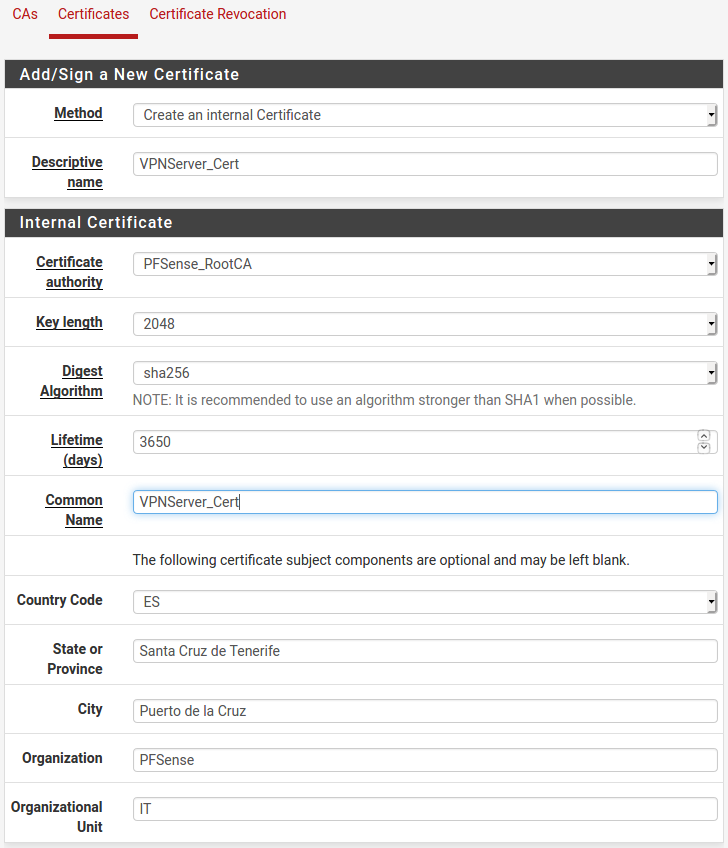 CAs Certificates Certificate Revocation
Add/Sign a New Certificate
Method Create an internal Certificate
Descriptive
name
VPNServer_Cert
Internal Certificate
Certificate
authority
PFSense_RootCA
Key length 2048
Digest
Algorithm
sha256
NOTE: It is recommended to use an algorithm stronger than SHA1 when possible.
Lifetime
(days)
3650
Common
Name
VPNServer_Cert
The following certificate subject components are optional and may be left blank.
Country Code ES
State or
Province
Santa Cruz de Tenerife
City Puerto de la Cruz
Organization PFSense
Organizational
Unit
IT